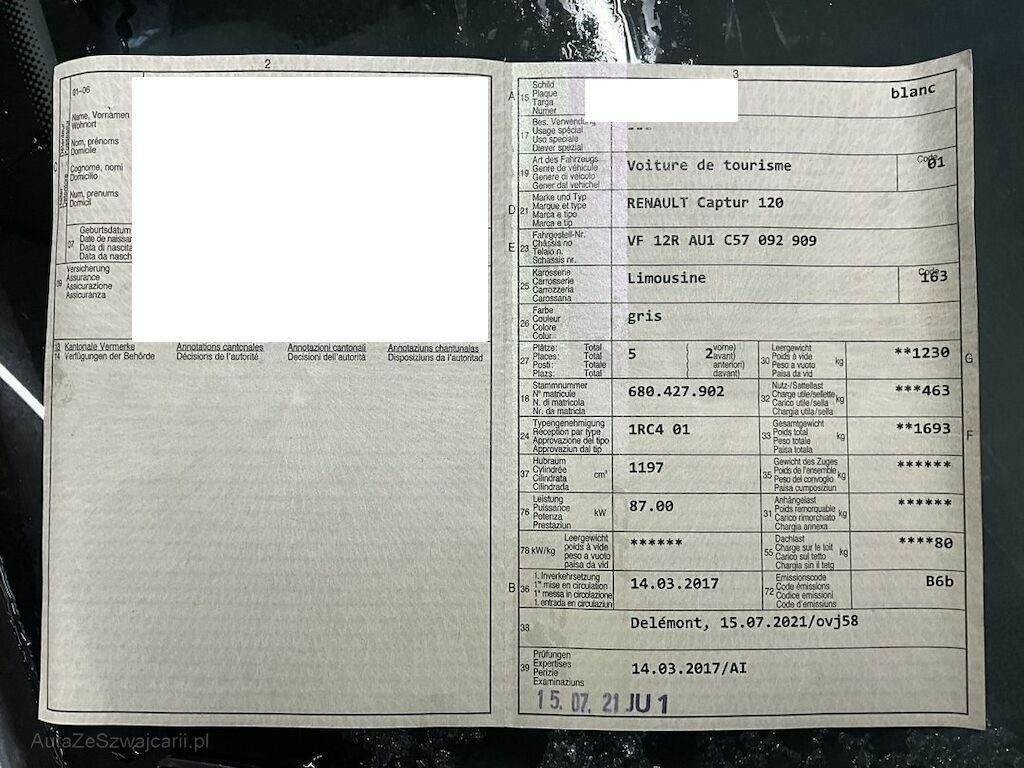 2
01-06
Name, Vornamen
Wohnort
Nom, prénoms
Domicile
Cognome, nomi
Domicilio
Num, prenums
Domicil
C
07
Geburtsdatum
Date de naissan
Data di nascita
Data da nasch
09
Versicherung
Assurance
Assicurazione
Assicuranza
13 Kantonale Vermerke Annotations cantonales Annotazioni cantonali Annotaziuns chantunalas
14 Verfügungen der Behörde Décisions de l'autorité Decisioni dell'autorità Disposiziuns da l'autoritad
3
A 15
Schild
Plaque
Targa
Numer
blanc
17
Bes. Verwendung
Usage spécial
Uso speciale
Diever spezial
---
19
Art des Fahrzeugs
Genre de véhicule
Genere di veicolo
Gener dal vehichel
Voiture de tourisme
Code
01
D 21
Marke und Typ
Marque et type
Marca e tipo
Marca e tip
RENAULT Captur 120
E 23
Fahrgestell-Nr.
Châssis no
Telaio n.
Schassis nr.
VF 12R AU1 C57 092 909
25
Karosserie
Carrosserie
Carrozzeria
Carossaria
Limousine
Code
163
26
Farbe
Couleur
Colore
Colur
gris
27
Plätze: Total
Places: Total
Posti: Totale
Plazs: Total
5
( 2 vorne)
( avant)
( anteriori)
( davant)
30
Leergewicht
Poids à vide
Peso a vuoto
Paisa da vid
kg
**1230
G
18
Stammnummer
N° matricule
N. di matricola
Nr. da matricla
680.427.902
32
Nutz-/Sattellast
Charge utile/sellette
Carico utile/sella
Chargia utila/sella
kg
***463
24
Typengenehmigung
Réception par type
Approvazione del tipo
Approvaziun dal tip
1RC4 01
33
Gesamtgewicht
Poids total
Peso totale
Paisa totala
kg
**1693
F
37
Hubraum
Cylindrée
Cilindrata
Cilindrada
cm³
1197
35
Gewicht des Zuges
Poids de l'ensemble
Peso del convoglio
Paisa cumposiziun
kg
******
76
Leistung
Puissance
Potenza
Prestaziun
kW
87.00
31
Anhängelast
Poids remorquable
Carico rimorchiato
Chargia annexa
kg
******
78 kW/kg
Leergewicht
poids à vide
peso a vuoto
paisa da vid
******
55
Dachlast
Charge sur le toit
Carico sul tetto
Chargia sin il tetg
kg
****80
B 36
1. Inverkehrsetzung
1re mise en circulation
1a messa in circolazione
1. entrada en circulaziun
14.03.2017
72
Emissionscode
Code émissions
Codice emissioni
Code d'emissiuns
B6b
38
Delémont, 15.07.2021/ovj58
39
Prüfungen
Expertises
Perizie
Examinaziuns
14.03.2017/AI
15. 07. 21 JU 1
AutaZeSzwajcarii.pl